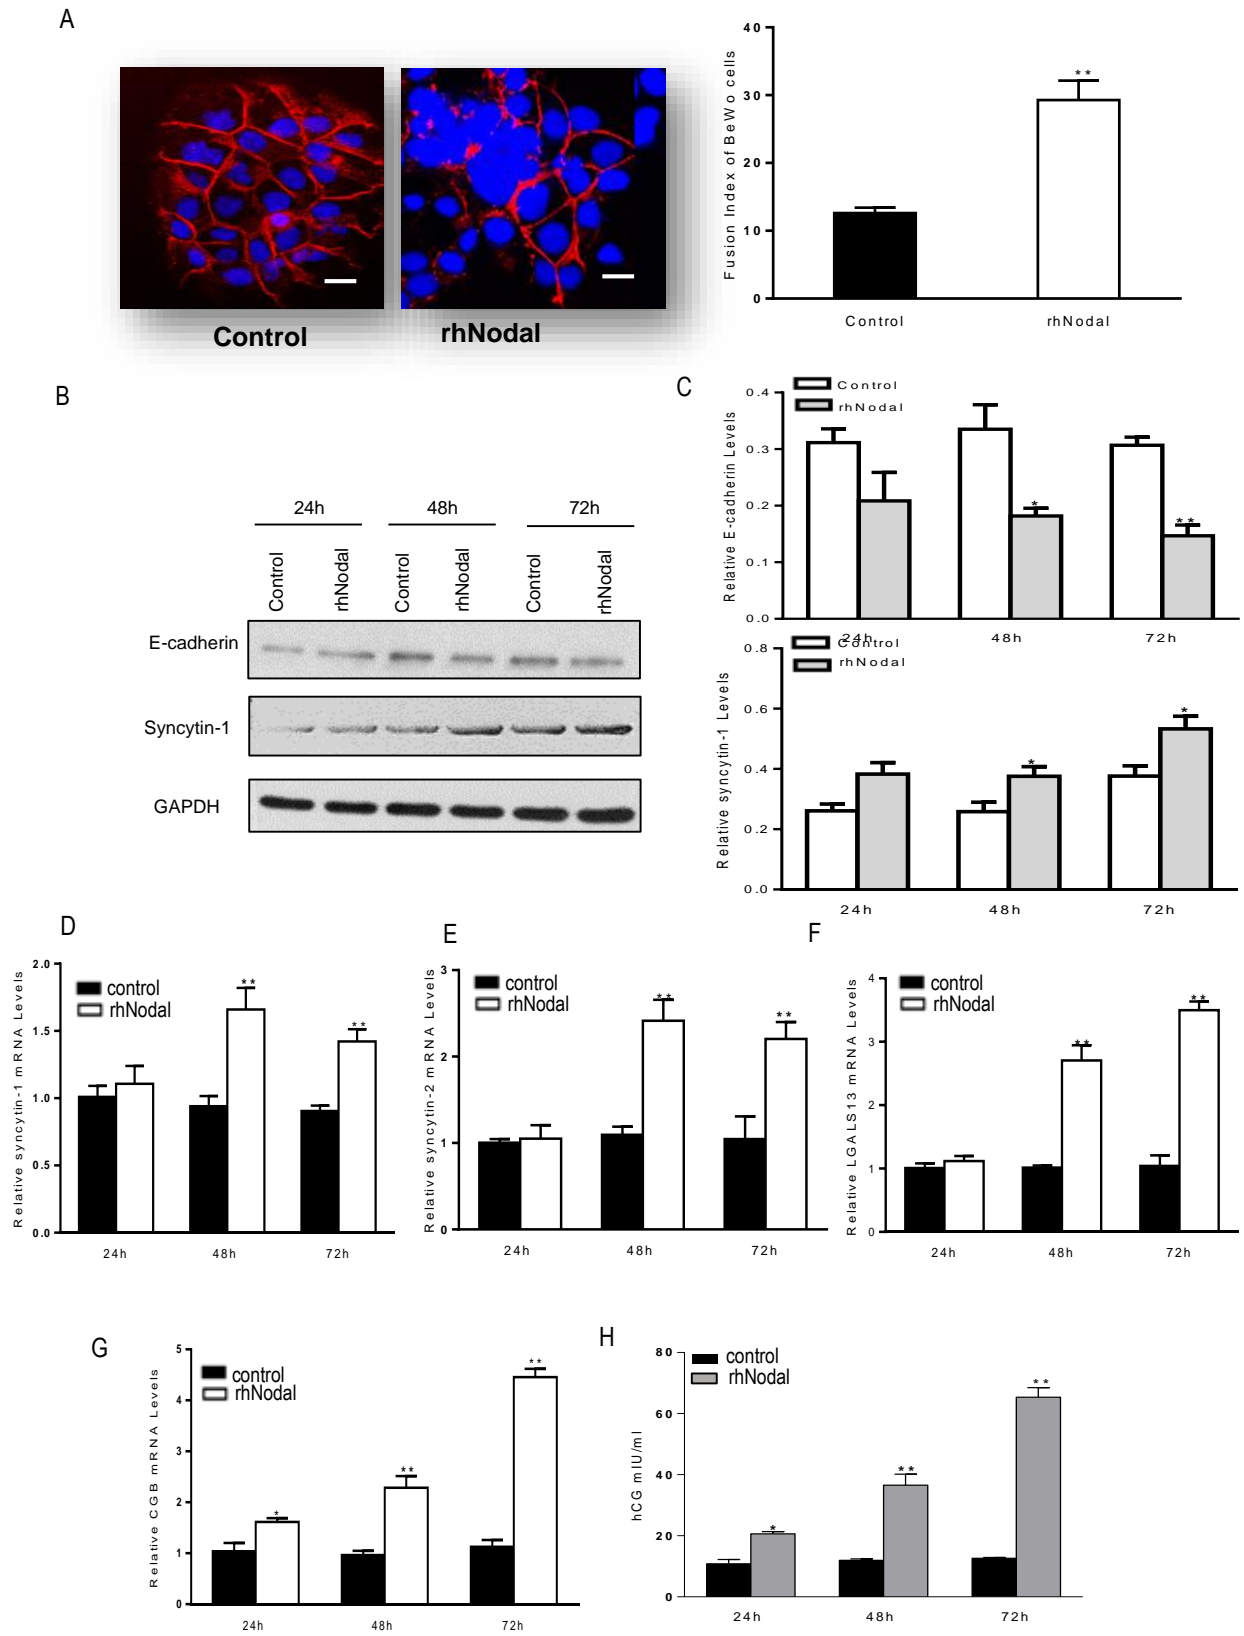 A
40
30
20
10
0
Fusion Index of BeWo cells
**
Control
rhNodal
Control
rhNodal
B
24h
48h
72h
Control
rhNodal
Control
rhNodal
Control
rhNodal
E-cadherin
Syncytin-1
GAPDH
C
Control
rhNodal
Relative E-cadherin Levels
0.4
0.3
0.2
0.1
0.0
*
**
24h
48h
72h
Control
rhNodal
Relative syncytin-1 Levels
0.8
0.6
0.4
0.2
0.0
*
*
24h
48h
72h
D
control
rhNodal
Relative syncytin-1 mRNA Levels
2.0
1.5
1.0
0.5
0.0
**
**
24h
48h
72h
E
control
rhNodal
Relative syncytin-2 mRNA Levels
3
2
1
0
**
**
24h
48h
72h
F
control
rhNodal
Relative LGALS13 mRNA Levels
4
3
2
1
0
**
**
24h
48h
72h
G
control
rhNodal
Relative CGB mRNA Levels
5
4
3
2
1
0
*
**
**
24h
48h
72h
H
control
rhNodal
hCG mIU/ml
80
60
40
20
0
*
**
**
24h
48h
72h